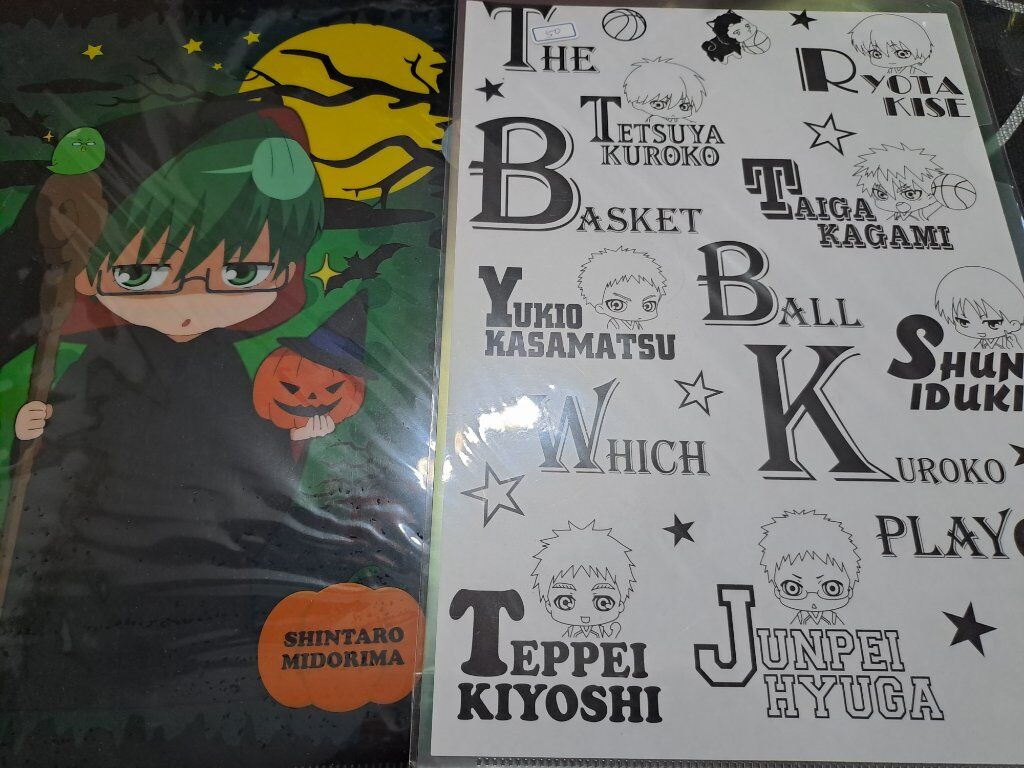 SHINTARO
MIDORIMA
THE
50
RYOTA
KISE
TETSUYA
KUROKO
BASKET
TAIGA
KAGAMI
YUKIO
KASAMATSU
BALL
SHUN
IDUKI
WHICH
KUROKO
PLAY
TEPPEI
KIYOSHI
JUNPEI
HYUGA